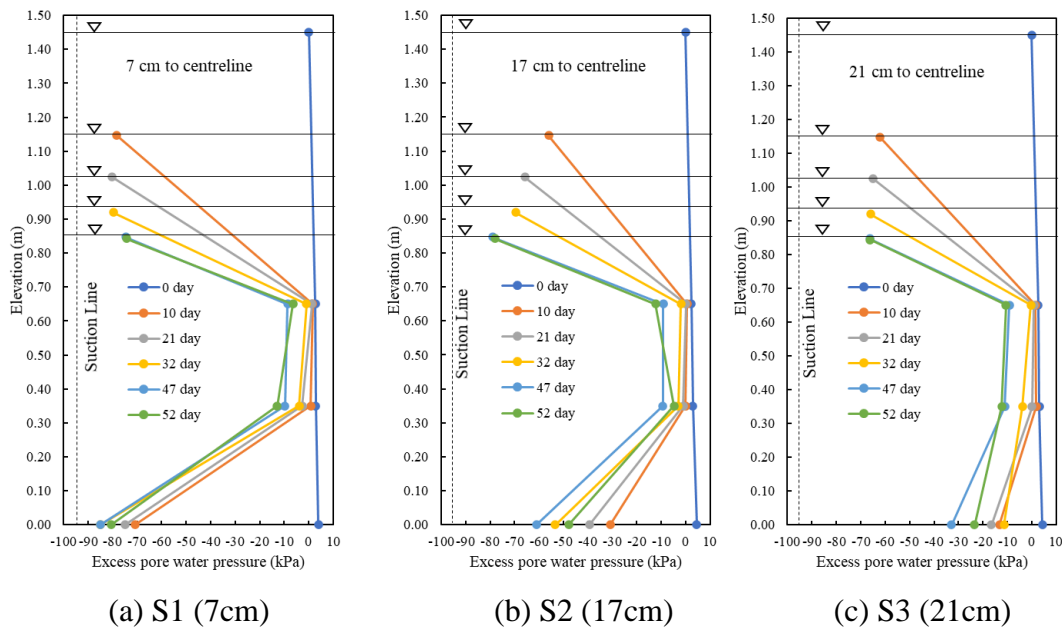 1.50
1.40
1.30
1.20
1.10
1.00
0.90
0.80
0.70
0.60
0.50
0.40
0.30
0.20
0.10
0.00
Elevation (m)
7 cm to centreline
Suction Line
0 day
10 day
21 day
32 day
47 day
52 day
-100 -90 -80 -70 -60 -50 -40 -30 -20 -10 0 10
Excess pore water pressure (kPa)
(a) S1 (7cm)
1.50
1.40
1.30
1.20
1.10
1.00
0.90
0.80
0.70
0.60
0.50
0.40
0.30
0.20
0.10
0.00
Elevation (m)
17 cm to centreline
Suction Line
0 day
10 day
21 day
32 day
47 day
52 day
-100 -90 -80 -70 -60 -50 -40 -30 -20 -10 0 10
Excess pore water pressure (kPa)
(b) S2 (17cm)
1.50
1.40
1.30
1.20
1.10
1.00
0.90
0.80
0.70
0.60
0.50
0.40
0.30
0.20
0.10
0.00
Elevation (m)
21 cm to centreline
Suction Line
0 day
10 day
21 day
32 day
47 day
52 day
-100 -90 -80 -70 -60 -50 -40 -30 -20 -10 0 10
Excess pore water pressure (kPa)
(c) S3 (21cm)